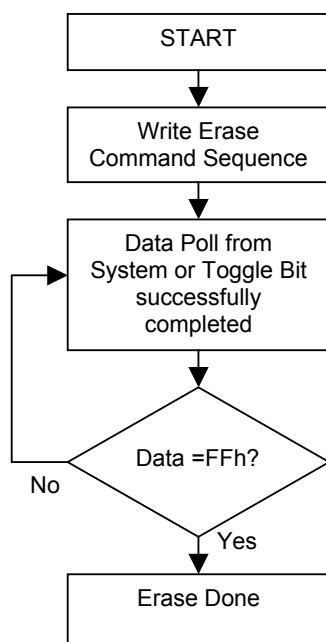 START
Write Erase
Command Sequence
Data Poll from
System or Toggle Bit
successfully
completed
Data =FFh?
No
Yes
Erase Done